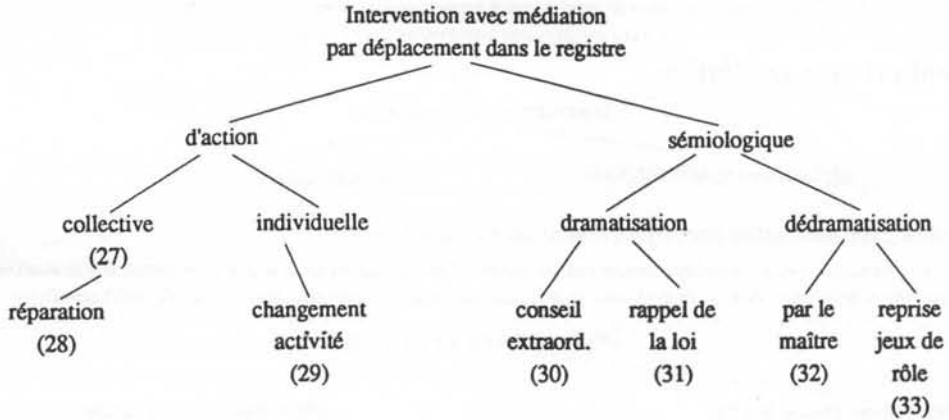 Intervention avec médiation
par déplacement dans le registre
d'action
sémiologique
collective
(27)
individuelle
dramatisation
dédramatisation
réparation
(28)
changement
activité
(29)
conseil
extraord.
(30)
rappel de
la loi
(31)
par le
maître
(32)
reprise
jeux de
rôle
(33)